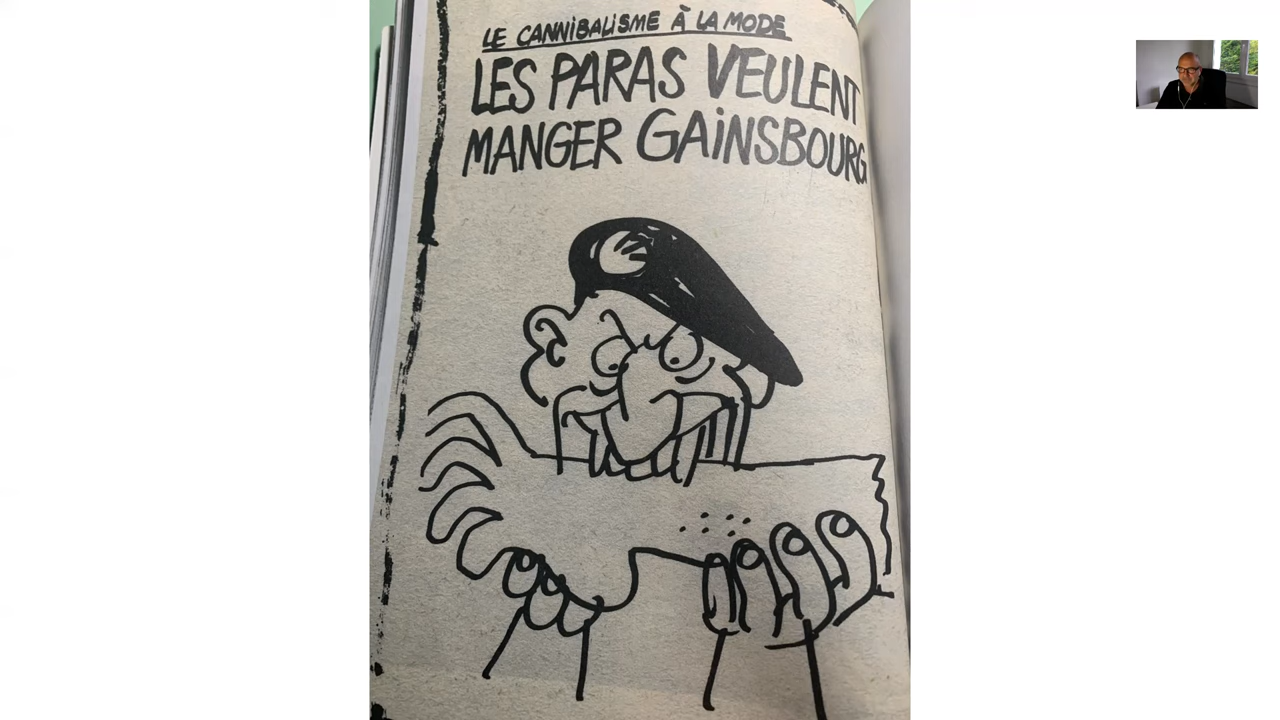 LE CANNIBALISME À LA MODE
LES PARAS VEULENT
MANGER GAINSBOURG